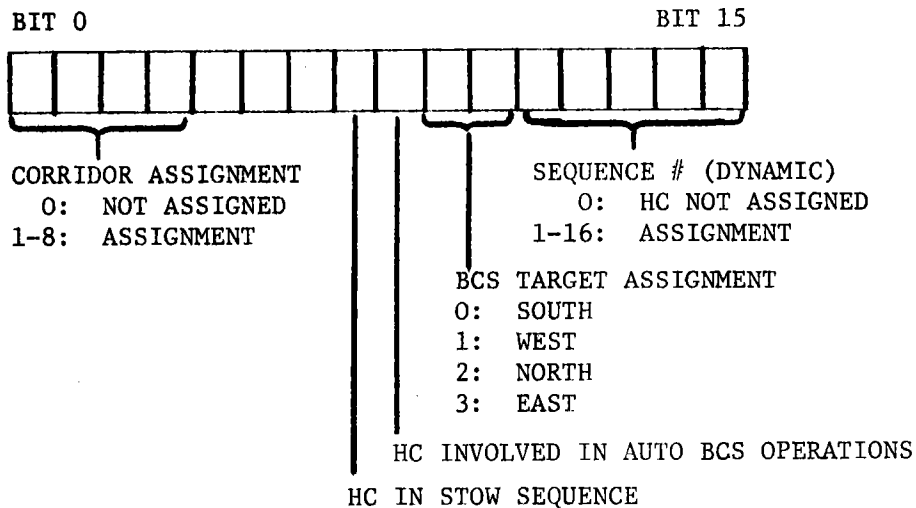 BIT 0 BIT 15
CORRIDOR ASSIGNMENT
0: NOT ASSIGNED
1-8: ASSIGNMENT
SEQUENCE # (DYNAMIC)
0: HC NOT ASSIGNED
1-16: ASSIGNMENT
BCS TARGET ASSIGNMENT
0: SOUTH
1: WEST
2: NORTH
3: EAST
HC INVOLVED IN AUTO BCS OPERATIONS
HC IN STOW SEQUENCE